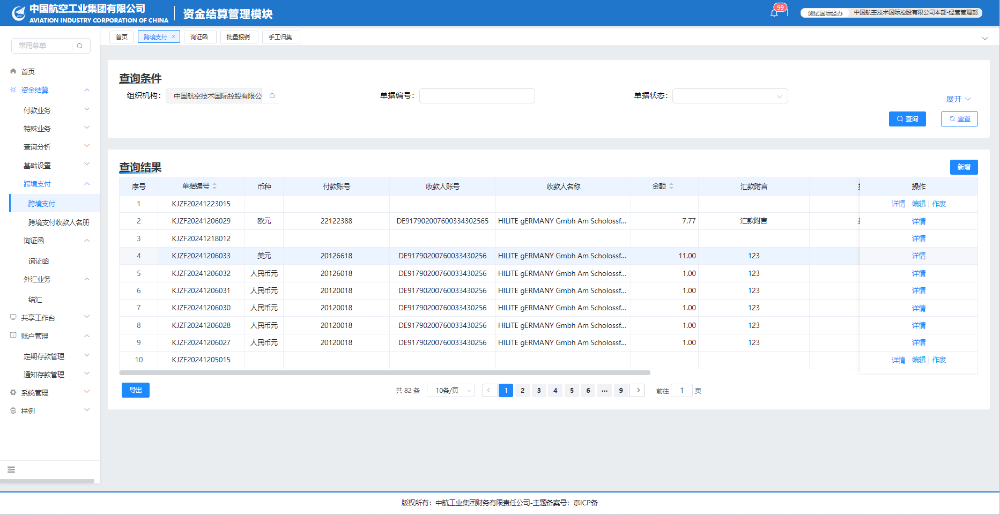 中国航空工业集团有限公司
AVIATION INDUSTRY CORPORATION OF CHINA
资金结算管理模块
99
测试国际经办 中国航空技术国际控股有限公司本部-经营管理部
首页 跨境支付 × 询证函 批量报销 手工归集
常用菜单
首页
资金结算
付款业务
特殊业务
查询分析
基础设置
跨境支付
跨境支付
跨境支付收款人名册
询证函
询证函
外汇业务
结汇
共享工作台
账户管理
定期存款管理
通知存款管理
系统管理
样例
查询条件
组织机构： 中国航空技术国际控股有限公 单据编号： 单据状态：
展开
查询 重置
查询结果
新增
序号 单据编号 币种 付款账号 收款人账号 收款人名称 金额 汇款附言 操作
1 KJZF20241223015 详情 编辑 作废
2 KJZF20241206029 欧元 22122388 DE917902007600334302565 HILITE gERMANY Gmbh Am Scholossf... 7.77 汇款附言 详情
3 KJZF20241218012 详情
4 KJZF20241206033 美元 20126618 DE91790200760033430256 HILITE gERMANY Gmbh Am Scholossf... 11.00 123 详情
5 KJZF20241206032 人民币元 20126018 DE91790200760033430256 HILITE gERMANY Gmbh Am Scholossf... 1.00 123 详情
6 KJZF20241206031 人民币元 20120018 DE91790200760033430256 HILITE gERMANY Gmbh Am Scholossf... 1.00 123 详情
7 KJZF20241206030 人民币元 20120018 DE91790200760033430256 HILITE gERMANY Gmbh Am Scholossf... 1.00 123 详情
8 KJZF20241206028 人民币元 20120018 DE91790200760033430256 HILITE gERMANY Gmbh Am Scholossf... 1.00 123 详情
9 KJZF20241206027 人民币元 20120018 DE91790200760033430256 HILITE gERMANY Gmbh Am Scholossf... 1.00 123 详情
10 KJZF20241205015 详情 编辑 作废
导出 共 82 条 10条/页 1 2 3 4 5 6 ... 9 前往 1 页
版权所有：中航工业集团财务有限责任公司-主题备案号：京ICP备